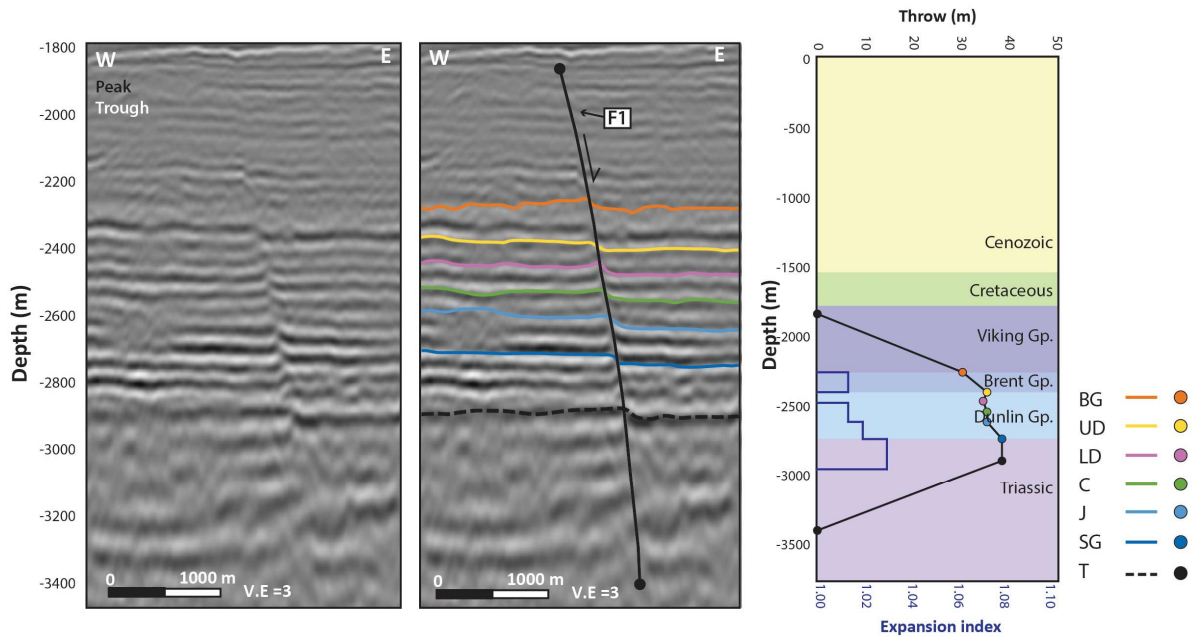 Depth (m)
-1800
-2000
-2200
-2400
-2600
-2800
-3000
-3200
-3400
W
E
Peak
Trough
0
1000 m
V.E =3
W
E
F1
0
1000 m
V.E =3
Throw (m)
0
10
20
30
40
50
Depth (m)
0
-500
-1000
-1500
-2000
-2500
-3000
-3500
Cenozoic
Cretaceous
Viking Gp.
Brent Gp.
Dunlin Gp.
Triassic
1.00
1.02
1.04
1.06
1.08
1.10
Expansion index
BG
UD
LD
C
J
SG
T